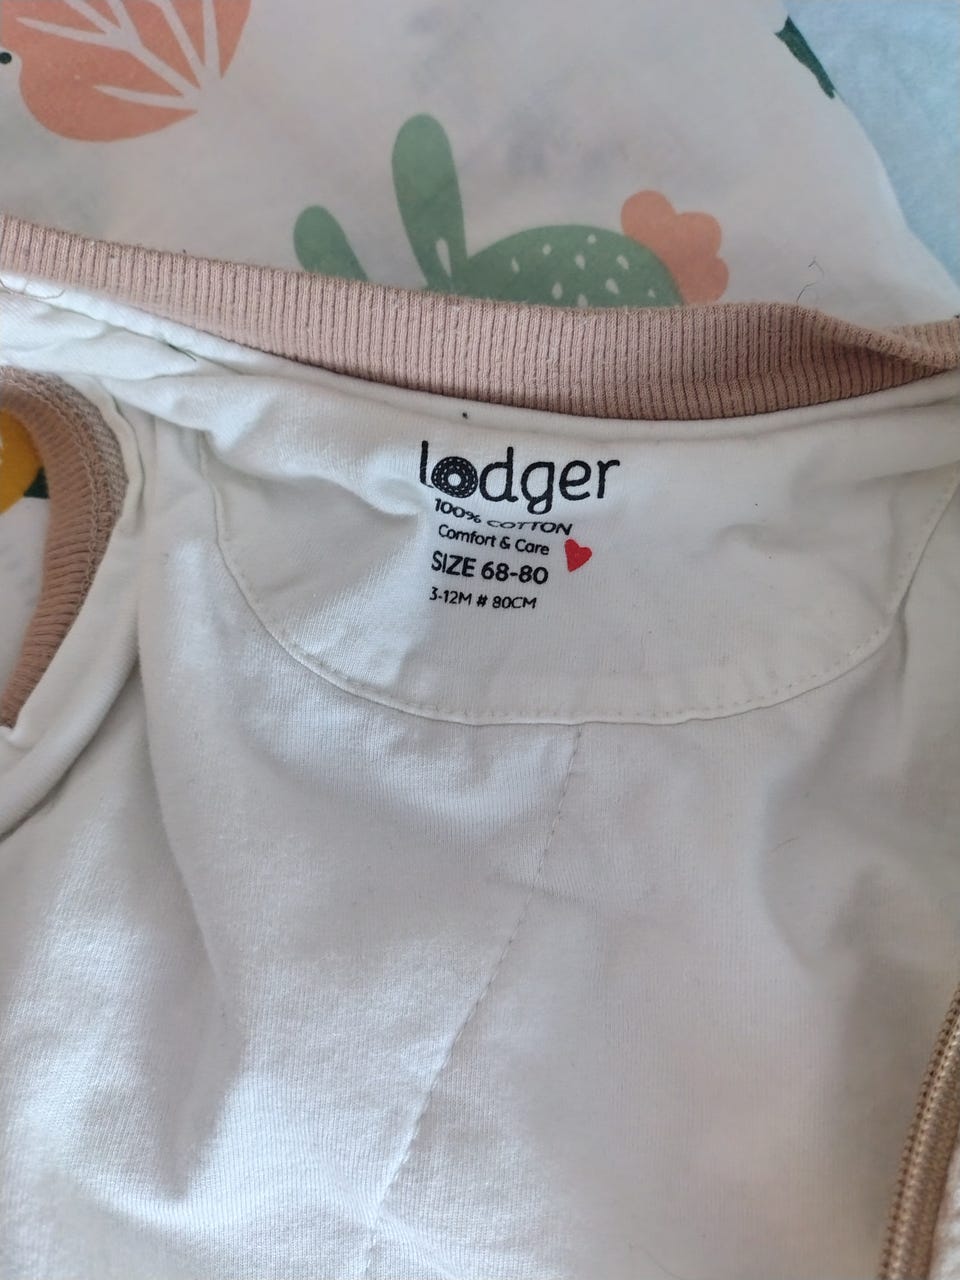 lodger
100% COTTON
Comfort & Care
SIZE 68-80
3-12M # 80CM